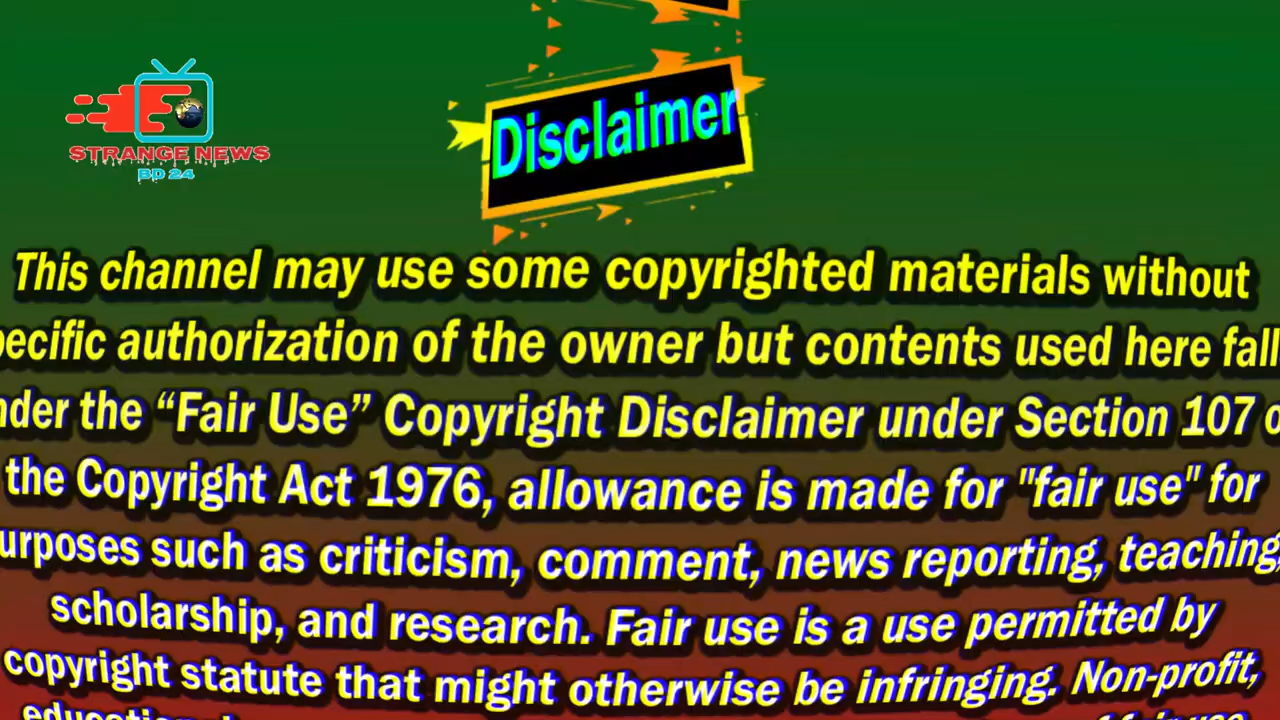 STRANGE NEWS
BD 24
Disclaimer
This channel may use some copyrighted materials without
pecific authorization of the owner but contents used here fall
nder the “Fair Use” Copyright Disclaimer under Section 107 o
the Copyright Act 1976, allowance is made for "fair use" for
urposes such as criticism, comment, news reporting, teaching,
scholarship, and research. Fair use is a use permitted by
copyright statute that might otherwise be infringing. Non-profit,